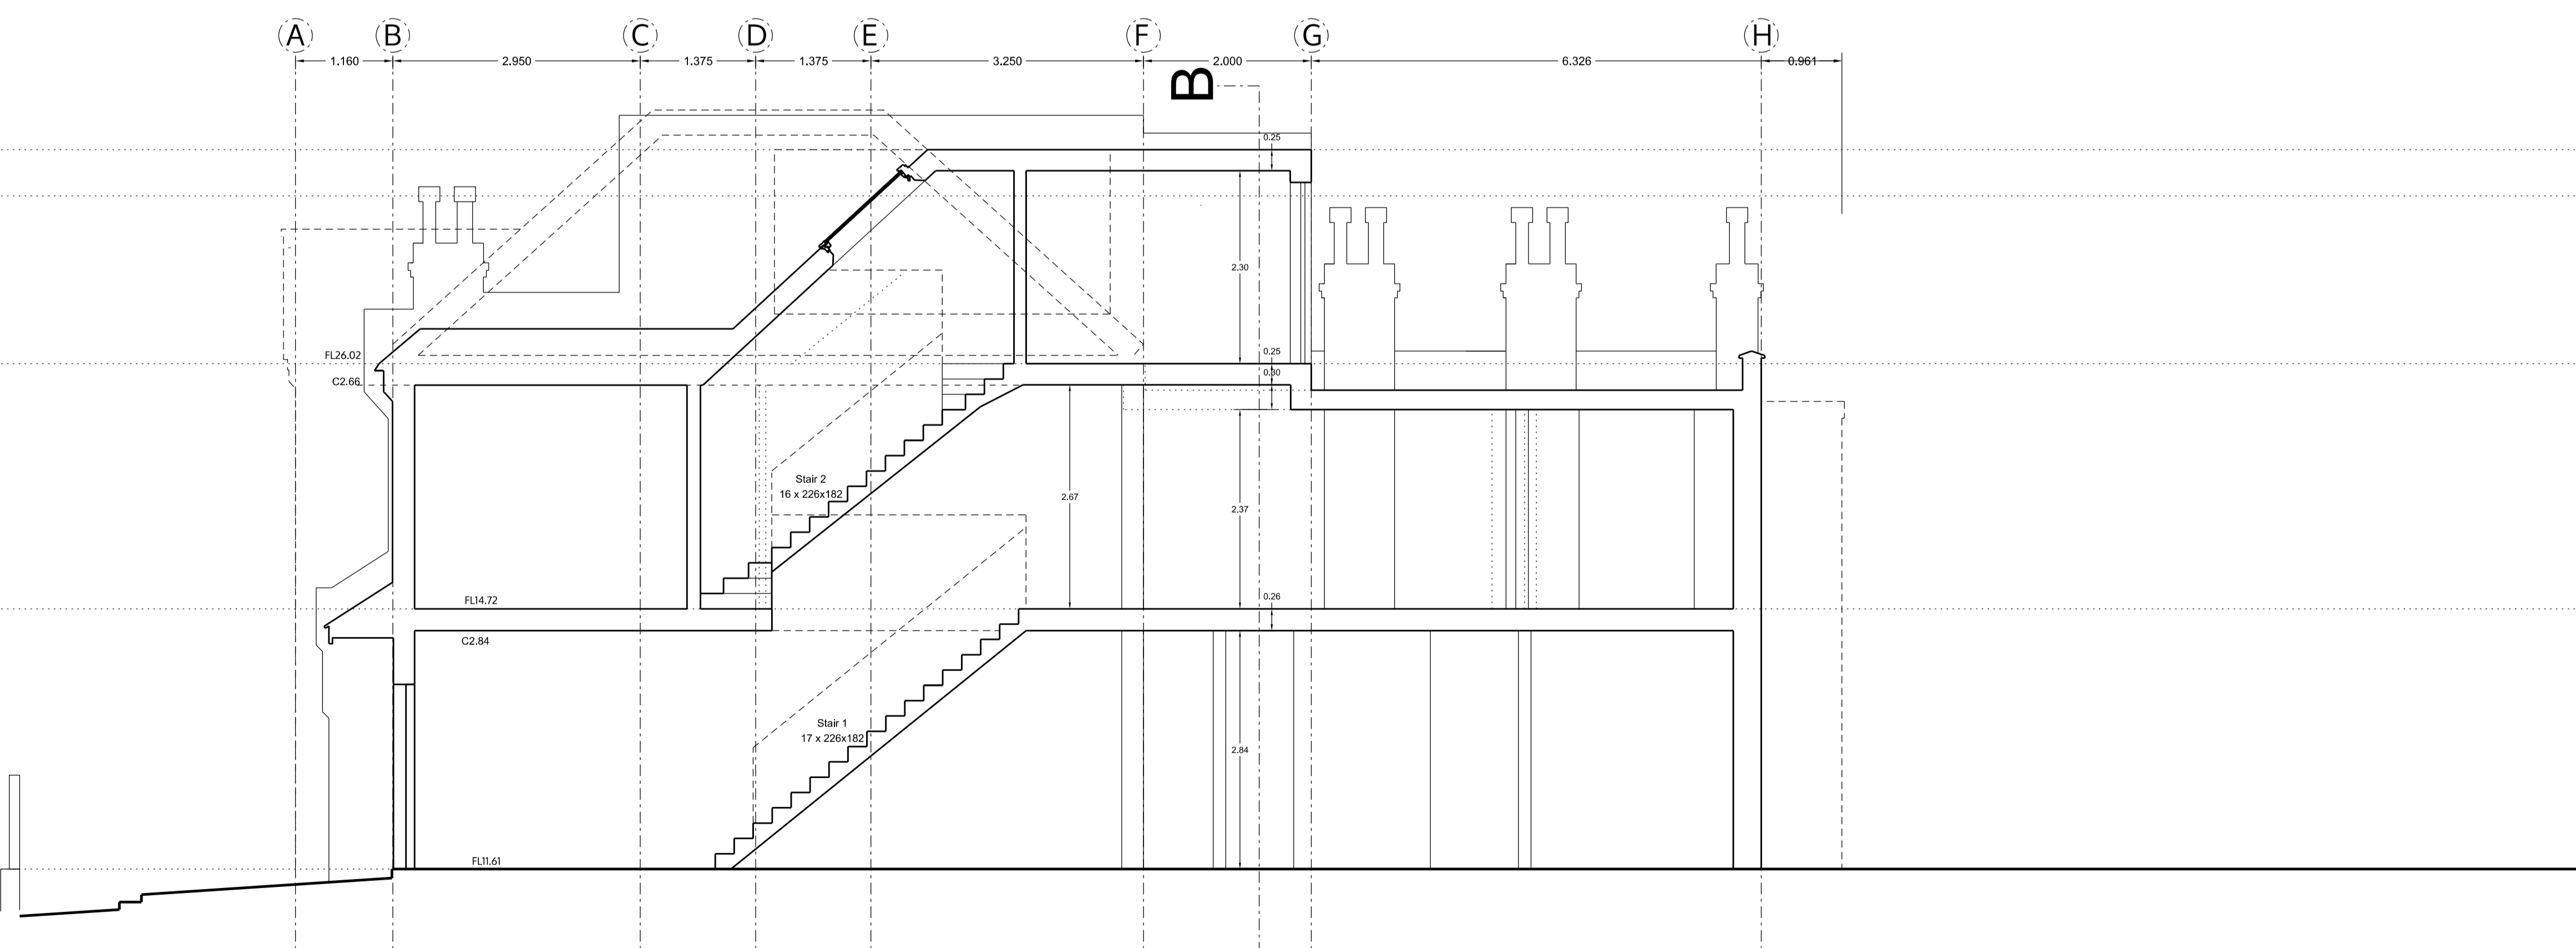 A B C D E F G H
1.160 2.950 1.375 1.375 3.250 2.000 6.326 0.961
B
0.25
2.30
FL26.02
0.25
0.30
C2.66
Stair 2
16 x 226x182
2.67
2.37
FL14.72
0.26
C2.84
Stair 1
17 x 226x182
2.84
FL11.61